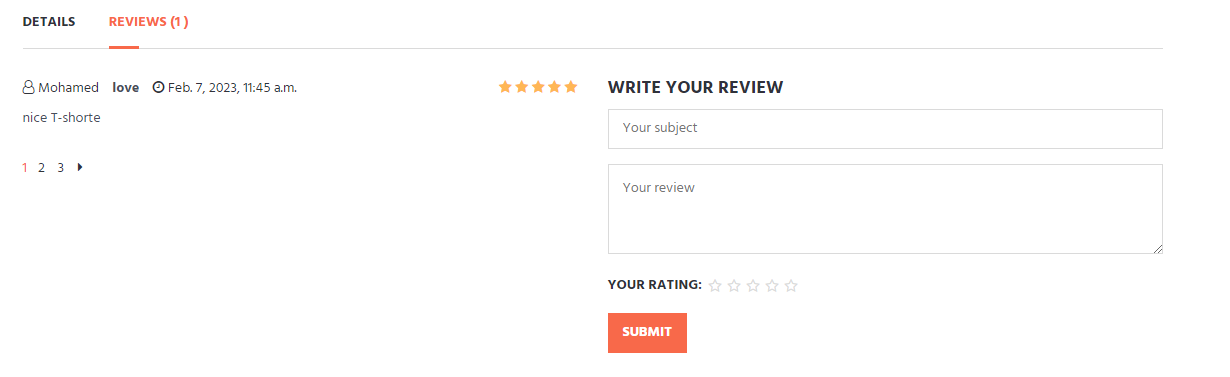 DETAILS REVIEWS (1 )
Mohamed love Feb. 7, 2023, 11:45 a.m.
nice T-shorte
1 2 3
WRITE YOUR REVIEW
Your subject
Your review
YOUR RATING:
SUBMIT